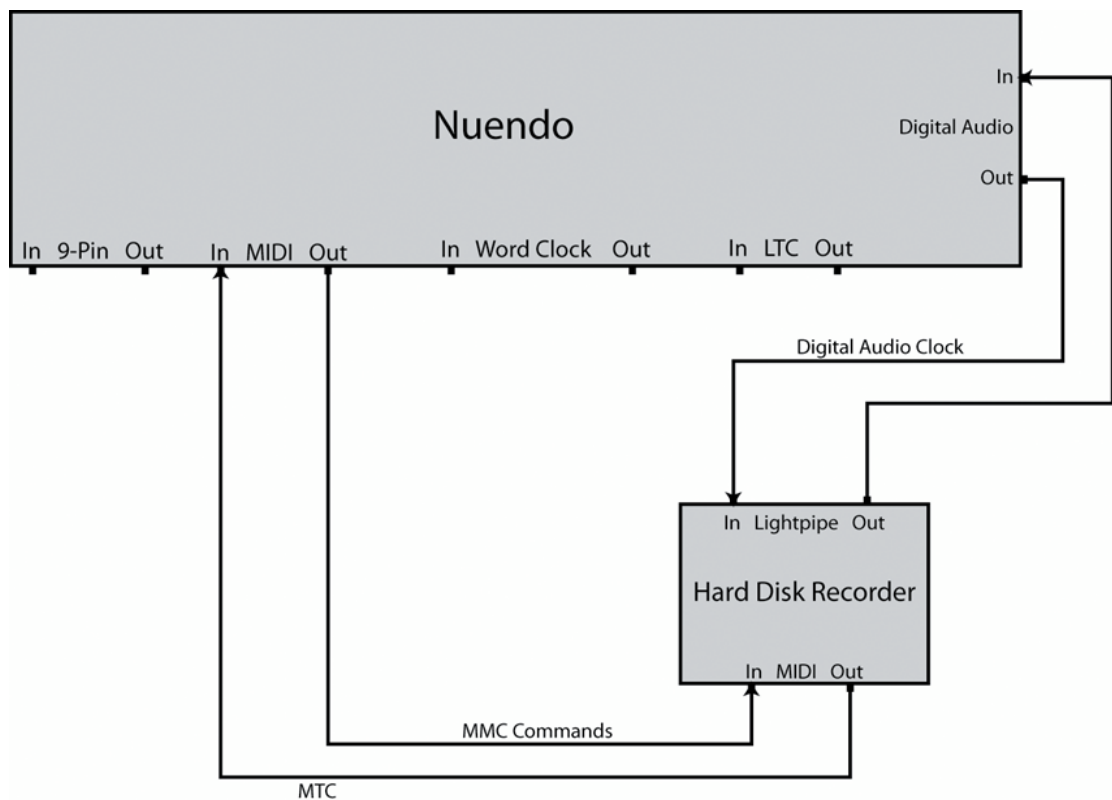 In
Nuendo
Digital Audio
Out
In 9-Pin Out In MIDI Out In Word Clock Out In LTC Out
Digital Audio Clock
In Lightpipe Out
Hard Disk Recorder
In MIDI Out
MMC Commands
MTC